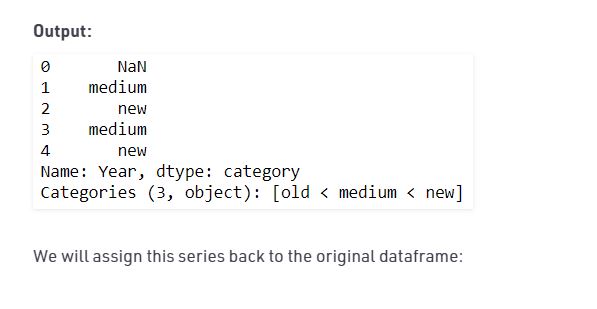 Output:
0 NaN
1 medium
2 new
3 medium
4 new
Name: Year, dtype: category
Categories (3, object): [old < medium < new]
We will assign this series back to the original dataframe: